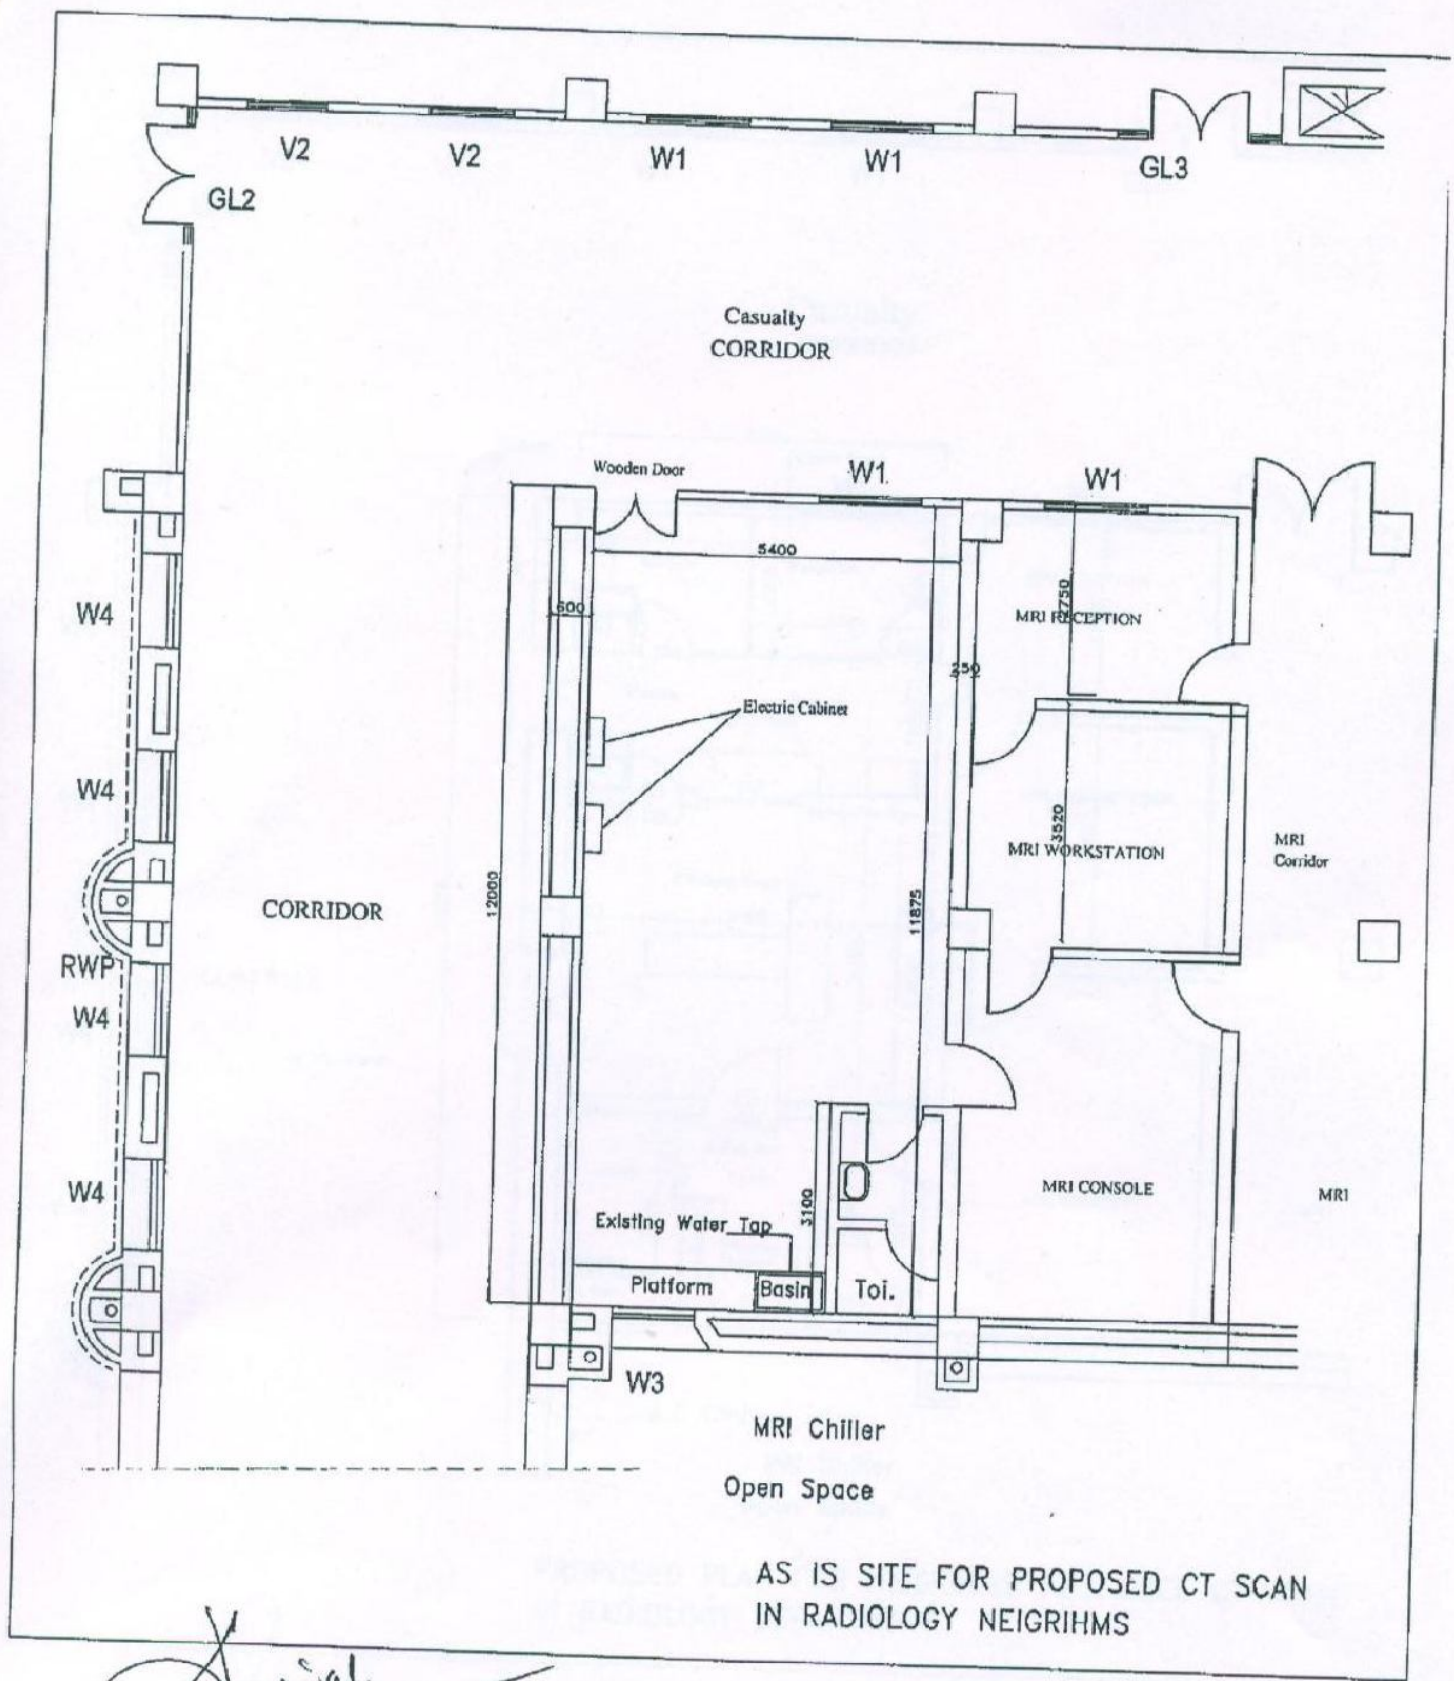 V2
V2
W1
W1
GL3
GL2
Casualty
CORRIDOR
Wooden Door
W1
W1
5400
600
2750
MRI RECEPTION
W4
250
Electric Cabinet
W4
3520
MRI WORKSTATION
MRI
Corridor
12000
11875
CORRIDOR
RWP
W4
W4
MRI CONSOLE
MRI
3100
Existing Water Tap
Platform
Basin
Toi.
W3
MRI Chiller
Open Space
AS IS SITE FOR PROPOSED CT SCAN
IN RADIOLOGY NEIGRIHMS